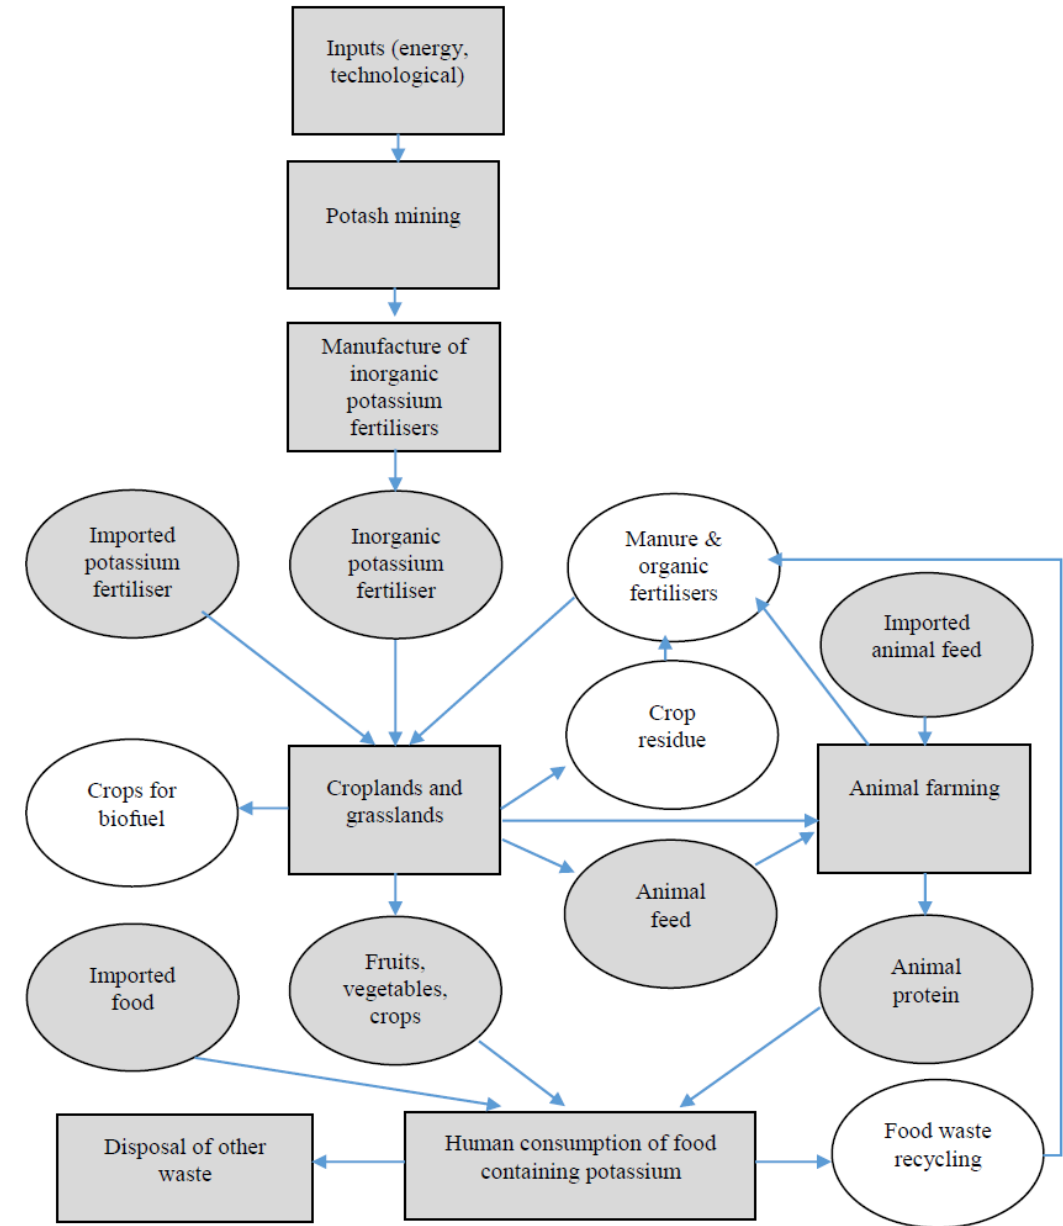 Inputs (energy,
technological)
Potash mining
Manufacture of
inorganic
potassium
fertilisers
Imported
potassium
fertiliser
Inorganic
potassium
fertiliser
Manure &
organic
fertilisers
Imported
animal feed
Crop
residue
Crops for
biofuel
Croplands and
grasslands
Animal farming
Animal
feed
Imported
food
Fruits,
vegetables,
crops
Animal
protein
Disposal of other
waste
Human consumption of food
containing potassium
Food waste
recycling